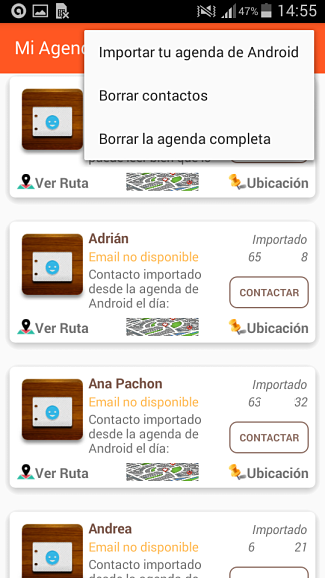 47% 14:55
Mi Agen
Importar tu agenda de Android
Borrar contactos
Borrar la agenda completa
Ver Ruta Ubicación
Adrián Importado
Email no disponible 65 8
Contacto importado
desde la agenda de
Android el día:
CONTACTAR
Ver Ruta Ubicación
Ana Pachon Importado
Email no disponible 63 32
Contacto importado
desde la agenda de
Android el día:
CONTACTAR
Ver Ruta Ubicación
Andrea Importado
Email no disponible 6 21
Contacto importado
desde la agenda de